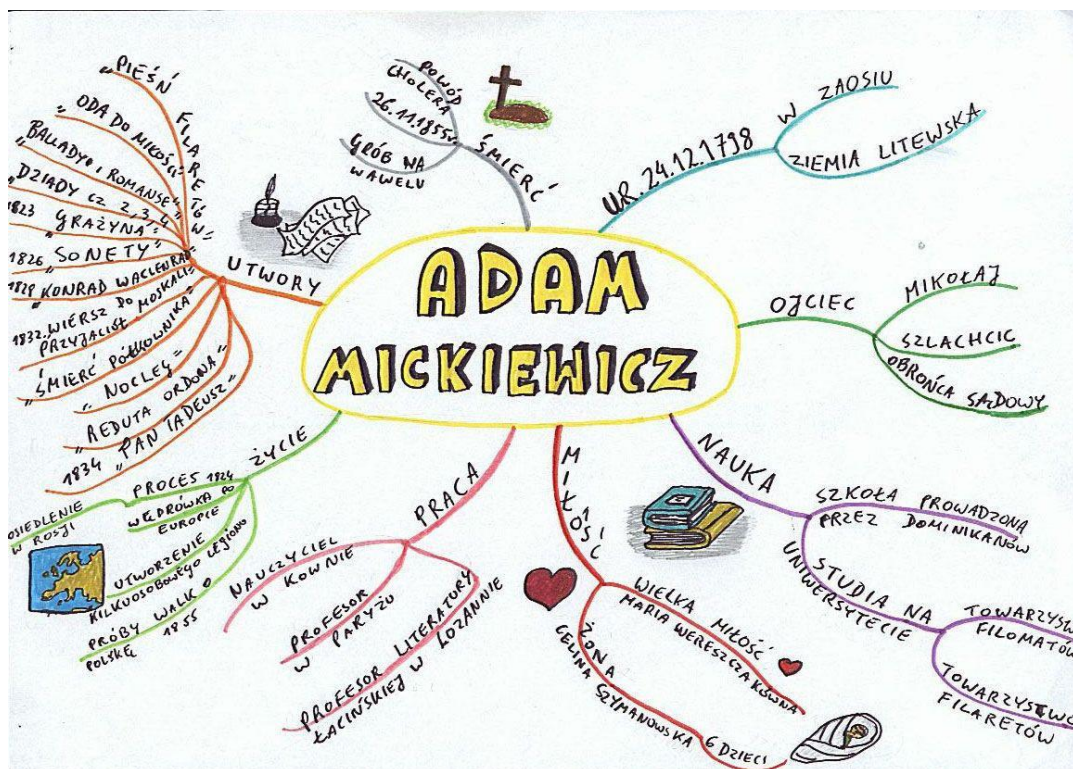 ADAM
MICKIEWICZ
UR. 24.12.1798
W ZAOSIU
ZIEMIA LITEWSKA
OJCIEC
MIKOŁAJ
SZLACHCIC
OBROŃCA SĄDOWY
NAUKA
SZKOŁA PROWADZONA
PRZEZ DOMINIKANÓW
STUDIA NA
UNIWERSYTECIE
TOWARZYSTW
FILOMATÓW
TOWARZYSTWO
FILARETÓW
MIŁOŚĆ
WIELKA MIŁOŚĆ
MARIA WERESZCZAKÓWNA
ŻONA
CELINA SZYMANOWSKA
6 DZIECI
PRACA
NAUCZYCIEL
W KOWNIE
PROFESOR
W PARYŻU
PROFESOR LITERATURY
ŁACIŃSKIEJ W LOZANNIE
ŻYCIE
PROCES 1824
OSIEDLENIE
W ROSJI
WĘDRÓWKA PO
EUROPIE
UTWORZENIE
KILKUOSOBOWEGO LEGIONU
PRÓBY WALK O
POLSKĘ 1855
UTWORY
„PIEŚŃ FILARETÓW"
„ODA DO MIŁOŚCI"
„BALLADY I ROMANSE"
„DZIADY CZ. 2,3,4
1823 „GRAŻYNA"
1826 „SONETY"
1828 „KONRAD WACLENRAD"
1832 „WIERSZ DO
PRZYJACIÓŁ MOSKALI"
„ŚMIERĆ PÓŁKOWNIKA"
„NOCLEG"
„REDUTA ORDONA"
1834 „PAN TADEUSZ"
ŚMIERĆ
POWÓD
CHOLERA
26.11.1855r.
GRÓB NA
WAWELU